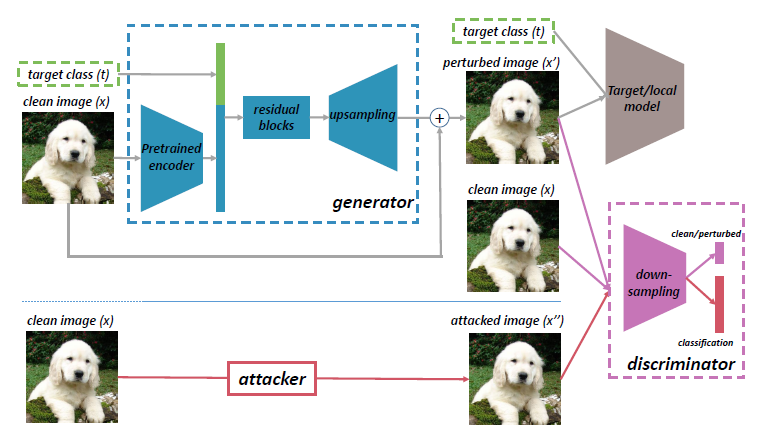 target class (t)
clean image (x)
Pretrained
encoder
residual
blocks
upsampling
generator
+
target class (t)
perturbed image (x’)
Target/local
model
clean image (x)
clean/perturbed
down-
sampling
classification
discriminator
clean image (x)
attacker
attacked image (x’’)